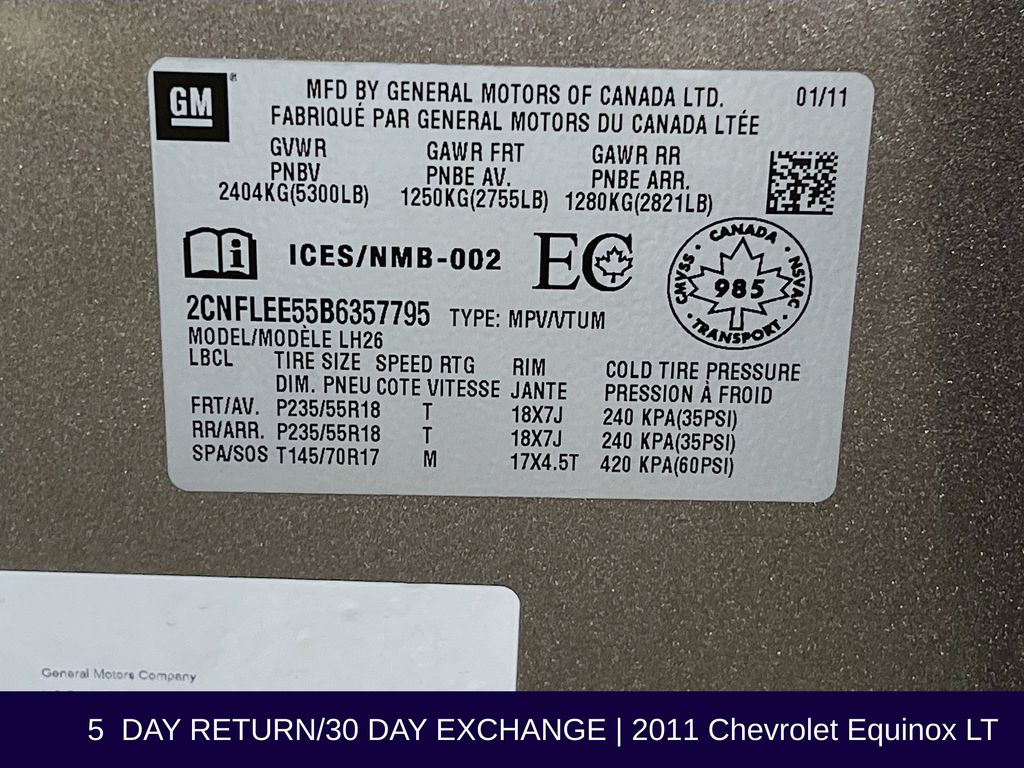 GM
MFD BY GENERAL MOTORS OF CANADA LTD. 01/11
FABRIQUÉ PAR GENERAL MOTORS DU CANADA LTÉE
GVWR GAWR FRT GAWR RR
PNBV PNBE AV. PNBE ARR.
2404KG(5300LB) 1250KG(2755LB) 1280KG(2821LB)
ICES/NMB-002 EC
CANADA
CMVSS 985 NSVAC
TRANSPORT
2CNFLEE55B6357795 TYPE: MPV/VTUM
MODEL/MODÈLE LH26
LBCL TIRE SIZE SPEED RTG RIM COLD TIRE PRESSURE
DIM. PNEU COTE VITESSE JANTE PRESSION À FROID
FRT/AV. P235/55R18 T 18X7J 240 KPA(35PSI)
RR/ARR. P235/55R18 T 18X7J 240 KPA(35PSI)
SPA/SOS T145/70R17 M 17X4.5T 420 KPA(60PSI)
General Motors Company
5 DAY RETURN/30 DAY EXCHANGE | 2011 Chevrolet Equinox LT